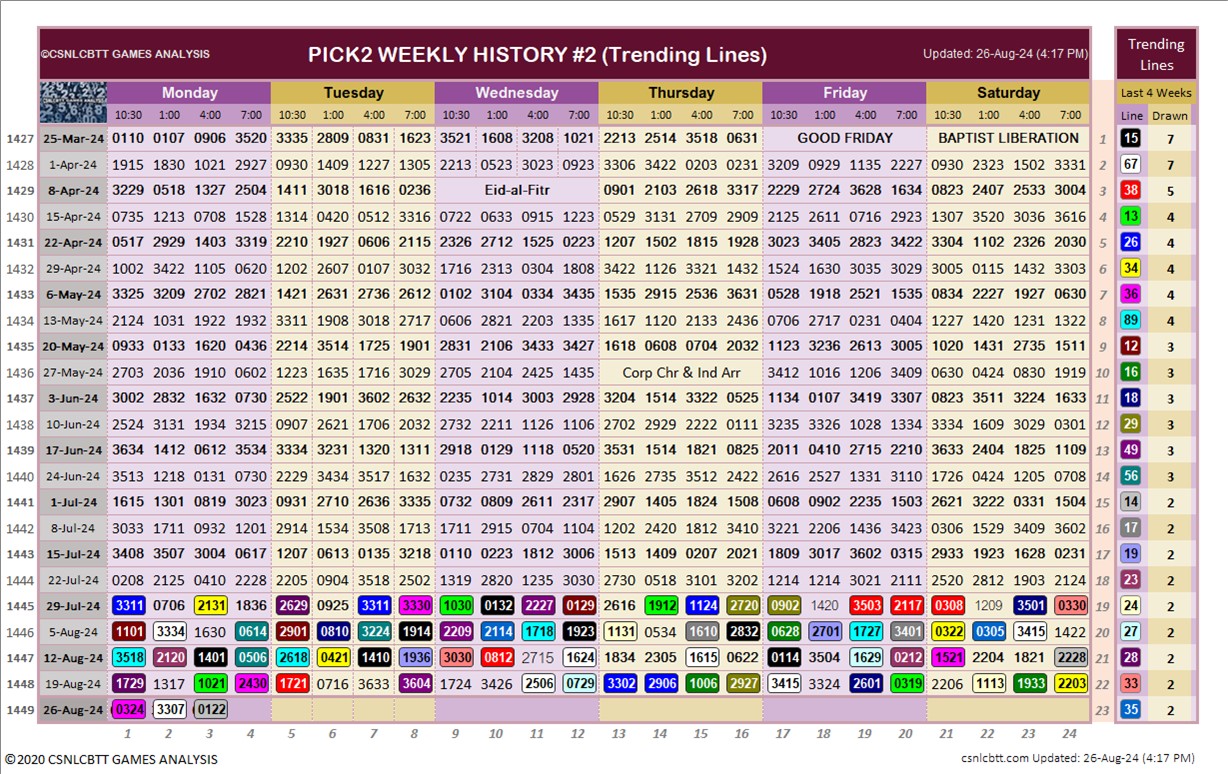 ©CSNLCBTT GAMES ANALYSIS PICK2 WEEKLY HISTORY #2 (Trending Lines) Updated: 26-Aug-24 (4:17 PM)
Trending Lines
Monday Tuesday Wednesday Thursday Friday Saturday Last 4 Weeks
10:30 1:00 4:00 7:00 10:30 1:00 4:00 7:00 10:30 1:00 4:00 7:00 10:30 1:00 4:00 7:00 10:30 1:00 4:00 7:00 10:30 1:00 4:00 7:00 Line Drawn
1427 25-Mar-24 0110 0107 0906 3520 3335 2809 0831 1623 3521 1608 3208 1021 2213 2514 3518 0631 GOOD FRIDAY BAPTIST LIBERATION 1 15 7
1428 1-Apr-24 1915 1830 1021 2927 0930 1409 1227 1305 2213 0523 3023 0923 3306 3422 0203 0231 3209 0929 1135 2227 0930 2323 1502 3331 2 67 7
1429 8-Apr-24 3229 0518 1327 2504 1411 3018 1616 0236 Eid-al-Fitr 0901 2103 2618 3317 2229 2724 3628 1634 0823 2407 2533 3004 3 38 5
1430 15-Apr-24 0735 1213 0708 1528 1314 0420 0512 3316 0722 0633 0915 1223 0529 3131 2709 2909 2125 2611 0716 2923 1307 3520 3036 3616 4 13 4
1431 22-Apr-24 0517 2929 1403 3319 2210 1927 0606 2115 2326 2712 1525 0223 1207 1502 1815 1928 3023 3405 2823 3422 3304 1102 2326 2030 5 26 4
1432 29-Apr-24 1002 3422 1105 0620 1202 2607 0107 3032 1716 2313 0304 1808 3422 1126 3321 1432 1524 1630 3035 3029 3005 0115 1432 3303 6 34 4
1433 6-May-24 3325 3209 2702 2821 1421 2631 2736 2612 0102 3104 0334 3435 1535 2915 2536 3631 0528 1918 2521 1535 0834 2227 1927 0630 7 36 4
1434 13-May-24 2124 1031 1922 1932 3311 1908 3018 2717 0606 2821 2203 1335 1617 1120 2133 2436 0706 2717 0231 0404 1227 1420 1231 1322 8 89 4
1435 20-May-24 0933 0133 1620 0436 2214 3514 1725 1901 2831 2106 3433 3427 1618 0608 0704 2032 1123 3236 2613 3005 1020 1431 2735 1511 9 12 3
1436 27-May-24 2703 2036 1910 0602 1223 1635 1716 3029 2705 2104 2425 1435 Corp Chr & Ind Arr 3412 1016 1206 3409 0630 0424 0830 1919 10 16 3
1437 3-Jun-24 3002 2832 1632 0730 2522 1901 3602 2632 2235 1014 3003 2928 3204 1514 3322 0525 1134 0107 3419 3307 0823 3511 3224 1633 11 18 3
1438 10-Jun-24 2524 3131 1934 3215 0907 2621 1706 2032 2732 2211 1126 1106 2702 2929 2222 0111 3235 3326 1028 1334 3334 1609 3029 0301 12 29 3
1439 17-Jun-24 3634 1412 0612 3534 3334 3231 1320 1311 2918 0129 1118 0520 3531 1514 1821 0825 2011 0410 2715 2210 3633 2404 1825 1109 13 49 3
1440 24-Jun-24 3513 1218 0131 0730 2229 3434 3517 1635 0235 2733 2829 2801 1626 2735 3512 2422 2616 2527 1331 3110 1726 0424 1205 0708 14 56 3
1441 1-Jul-24 1615 1301 0819 3023 0931 2710 2636 3335 0732 0809 2611 2317 2907 1405 1824 1508 0608 0902 2235 1503 2621 3222 0331 1504 15 14 2
1442 8-Jul-24 3033 1711 0932 1201 2914 1534 3508 1713 1711 2915 0704 1104 1202 2420 1812 3410 3221 2206 1436 3423 0306 1529 3409 3602 16 17 2
1443 15-Jul-24 3408 3507 3004 0617 1207 0613 0135 3218 0110 0223 1812 3006 1513 1409 0207 2021 1809 3017 3602 0315 2933 1923 1628 0231 17 19 2
1444 22-Jul-24 0208 2125 0410 2228 2205 0904 3518 2502 1319 2820 1235 3030 2730 0518 3101 3202 1214 1214 3021 2111 2520 2812 1903 2124 18 23 2
1445 29-Jul-24 3311 0706 2131 1836 2629 0925 3311 3330 1030 0132 2227 0129 2616 1912 1124 2720 0902 1420 3503 2117 0308 1209 3501 0330 19 24 2
1446 5-Aug-24 1101 3334 1630 0614 2901 0810 3224 1914 2209 2114 1718 1923 1131 0534 1610 2832 0628 2701 1727 3401 0322 0305 3415 1422 20 27 2
1447 12-Aug-24 3518 2120 1401 0506 2618 0421 1410 1936 3030 0812 2715 1624 1834 2305 1615 0622 0114 3504 1629 0212 1521 2204 1821 2228 21 28 2
1448 19-Aug-24 1729 1317 1021 2430 1721 0716 3633 3604 1724 3426 2506 0729 3302 2906 1006 2927 3415 3324 2601 0319 2206 1113 1933 2203 22 33 2
1449 26-Aug-24 0324 3307 0122 23 35 2
1 2 3 4 5 6 7 8 9 10 11 12 13 14 15 16 17 18 19 20 21 22 23 24
©2020 CSNLCBTT GAMES ANALYSIS csnlcbtt.com Updated: 26-Aug-24 (4:17 PM)